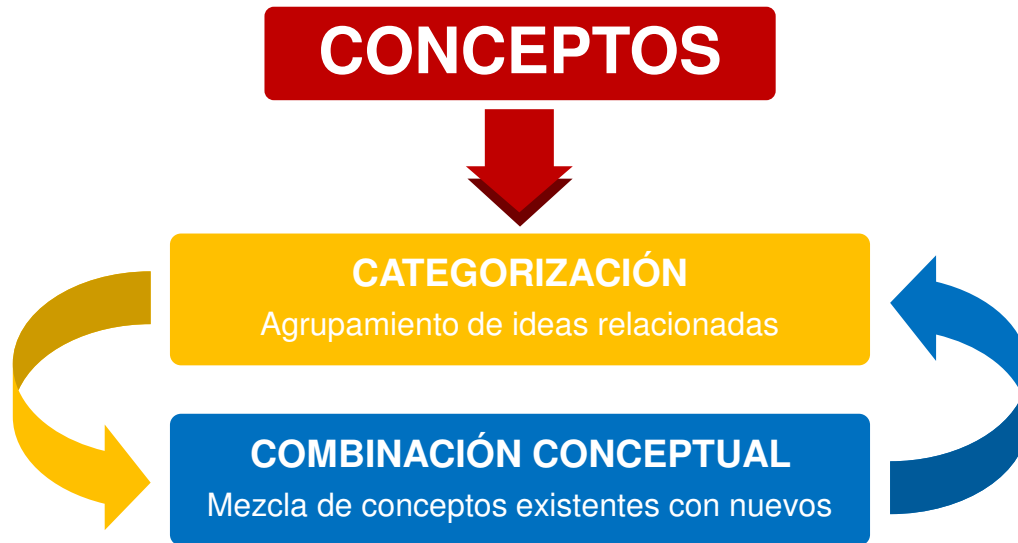 CONCEPTOS
CATEGORIZACIÓN
Agrupamiento de ideas relacionadas
COMBINACIÓN CONCEPTUAL
Mezcla de conceptos existentes con nuevos